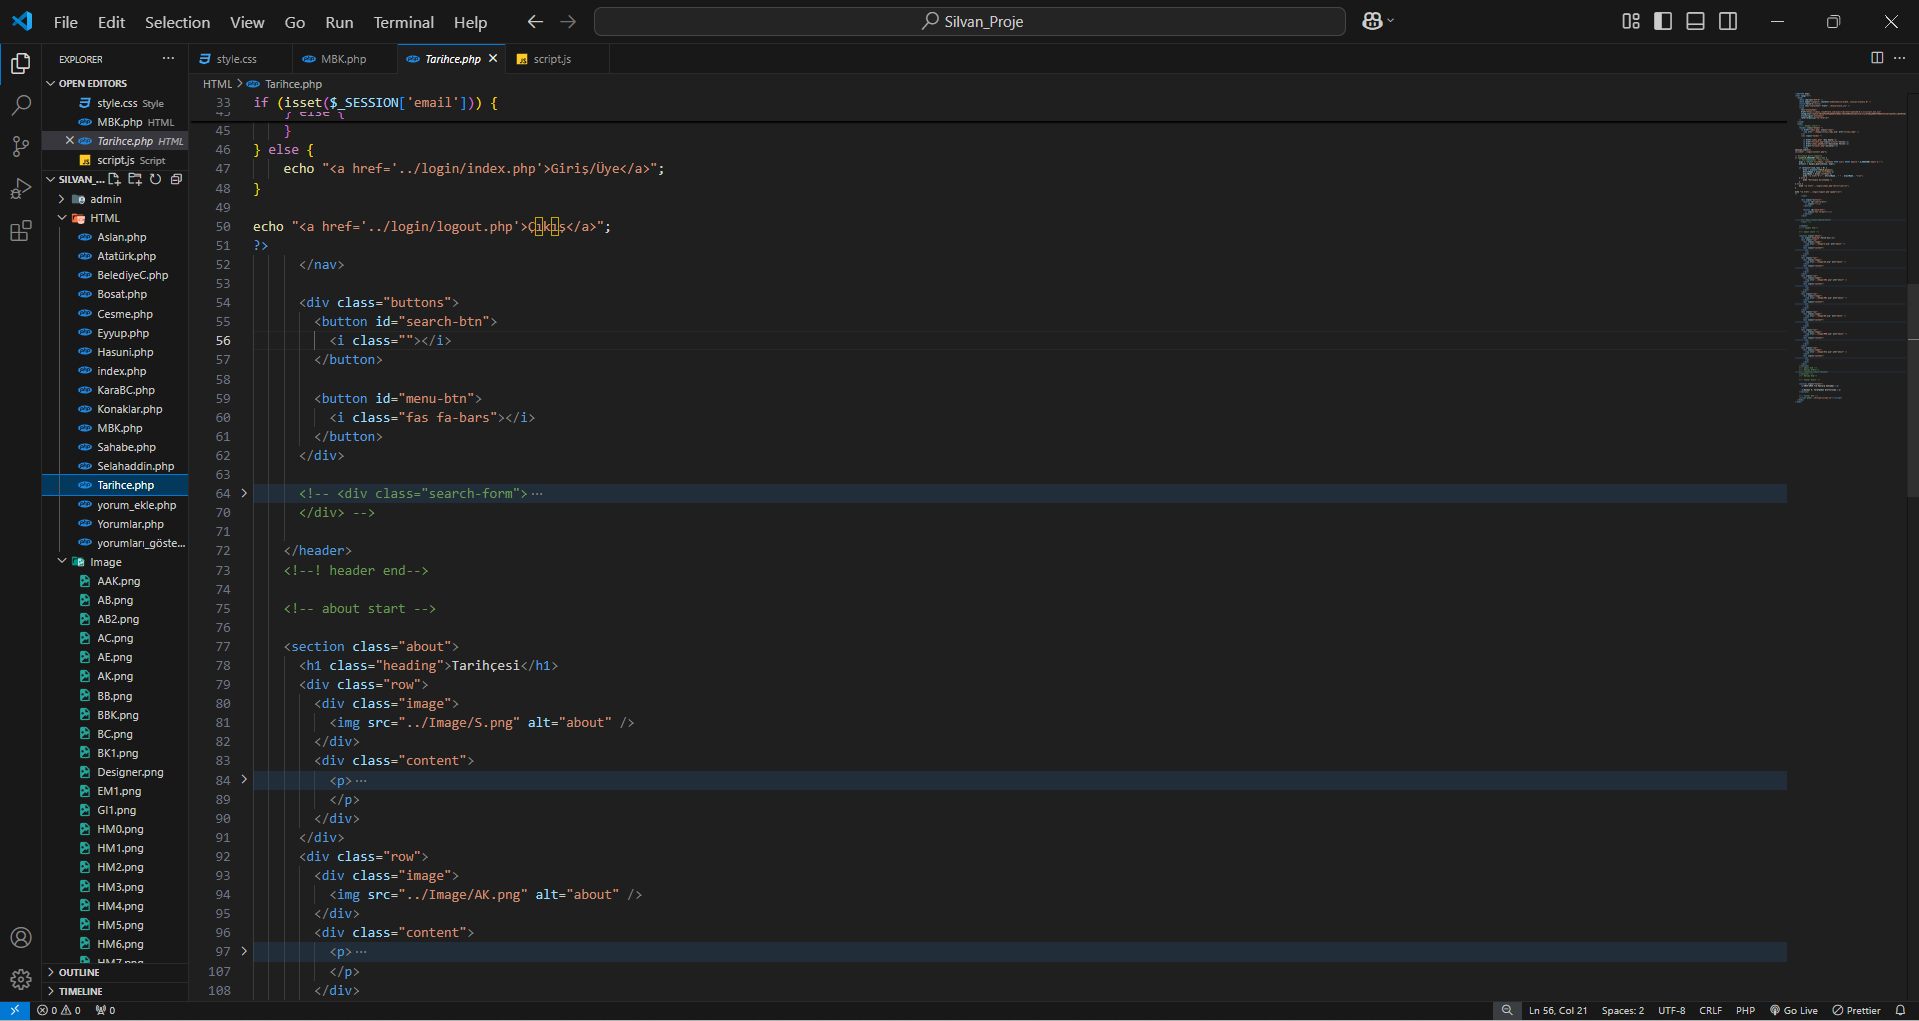 File Edit Selection View Go Run Terminal Help
Silvan_Proje
EXPLORER
OPEN EDITORS
style.css Style
MBK.php HTML
Tarihce.php HTML
script.js Script
SILVAN_...
admin
HTML
Aslan.php
Atatürk.php
BelediyeC.php
Bosat.php
Cesme.php
Eyyup.php
Hasuni.php
index.php
KaraBC.php
Konaklar.php
MBK.php
Sahabe.php
Selahaddin.php
Tarihce.php
yorum_ekle.php
Yorumlar.php
yorumları_göste...
Image
AAK.png
AB.png
AB2.png
AC.png
AE.png
AK.png
BB.png
BBK.png
BC.png
BK1.png
Designer.png
EM1.png
GI1.png
HM0.png
HM1.png
HM2.png
HM3.png
HM4.png
HM5.png
HM6.png
HM7.png
OUTLINE
TIMELINE
style.css MBK.php Tarihce.php script.js
HTML > Tarihce.php
33 if (isset($_SESSION['email'])) {
43 } else {
45 }
46 } else {
47 echo "<a href='../login/index.php'>Giriş/Üye</a>";
48 }
49
50 echo "<a href='../login/logout.php'>Çıkış</a>";
51 ?>
52 </nav>
53
54 <div class="buttons">
55 <button id="search-btn">
56 <i class=""></i>
57 </button>
58
59 <button id="menu-btn">
60 <i class="fas fa-bars"></i>
61 </button>
62 </div>
63
64 <!-- <div class="search-form"> ...
70 </div> -->
71
72 </header>
73 <!--! header end-->
74
75 <!-- about start -->
76
77 <section class="about">
78 <h1 class="heading">Tarihçesi</h1>
79 <div class="row">
80 <div class="image">
81 <img src="../Image/S.png" alt="about" />
82 </div>
83 <div class="content">
84 <p> ...
89 </p>
90 </div>
91 </div>
92 <div class="row">
93 <div class="image">
94 <img src="../Image/AK.png" alt="about" />
95 </div>
96 <div class="content">
97 <p> ...
107 </p>
108 </div>
0 0 0
Ln 56, Col 21 Spaces: 2 UTF-8 CRLF PHP Go Live Prettier